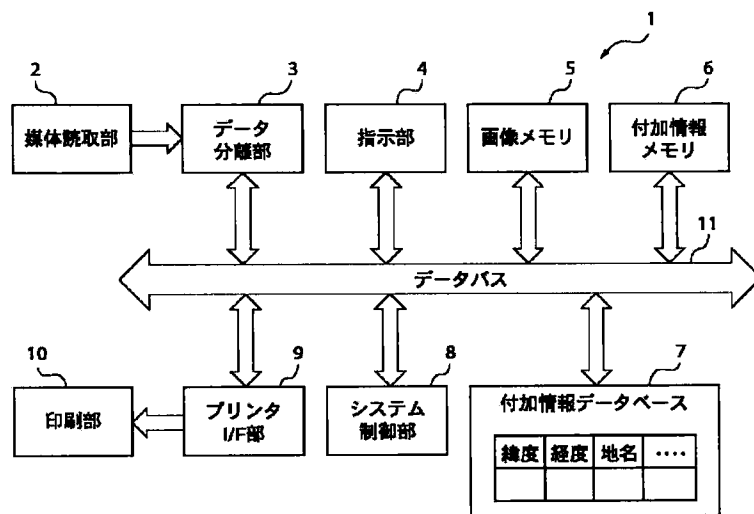 1
2
3
4
5
6
媒体読取部
データ
分離部
指示部
画像メモリ
付加情報
メモリ
11
データバス
10
9
8
7
印刷部
プリンタ
I/F部
システム
制御部
付加情報データベース
緯度 経度 地名 ‥‥